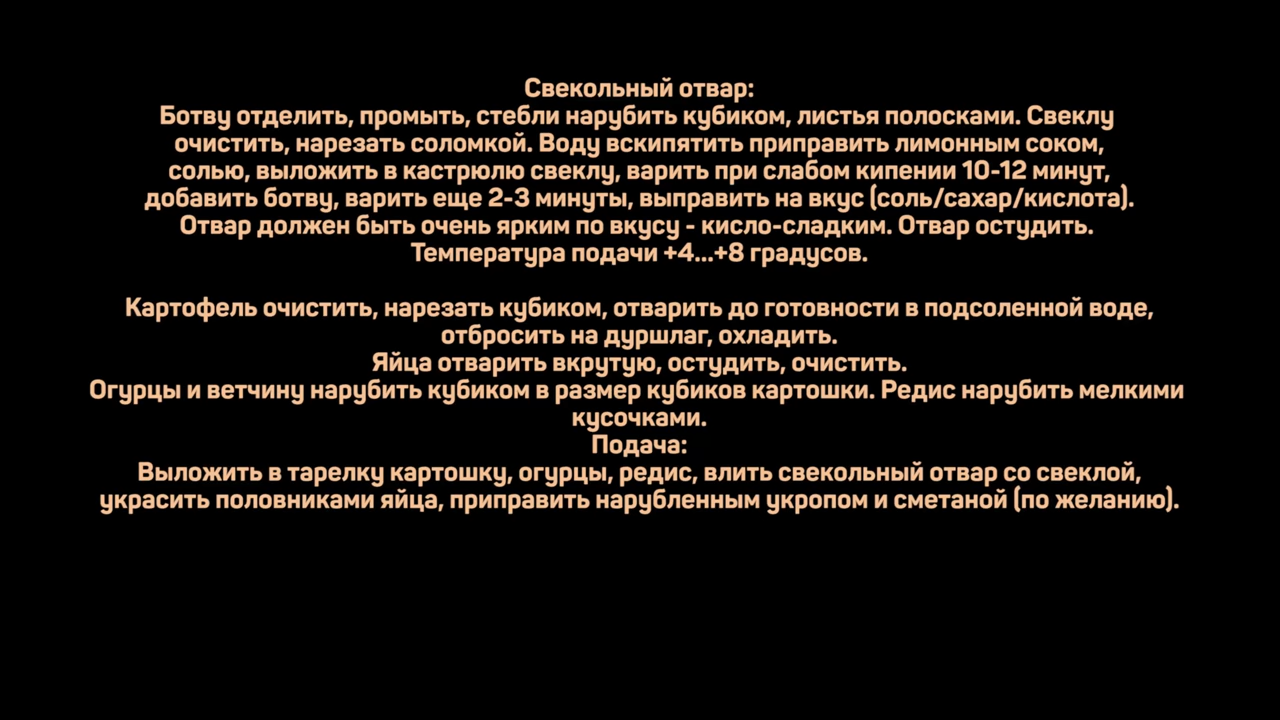 Свекольный отвар:
Ботву отделить, промыть, стебли нарубить кубиком, листья полосками. Свеклу
очистить, нарезать соломкой. Воду вскипятить приправить лимонным соком,
солью, выложить в кастрюлю свеклу, варить при слабом кипении 10-12 минут,
добавить ботву, варить еще 2-3 минуты, выправить на вкус (соль/сахар/кислота).
Отвар должен быть очень ярким по вкусу - кисло-сладким. Отвар остудить.
Температура подачи +4...+8 градусов.
Картофель очистить, нарезать кубиком, отварить до готовности в подсоленной воде,
отбросить на дуршлаг, охладить.
Яйца отварить вкрутую, остудить, очистить.
Огурцы и ветчину нарубить кубиком в размер кубиков картошки. Редис нарубить мелкими
кусочками.
Подача:
Выложить в тарелку картошку, огурцы, редис, влить свекольный отвар со свеклой,
украсить половниками яйца, приправить нарубленным укропом и сметаной (по желанию).